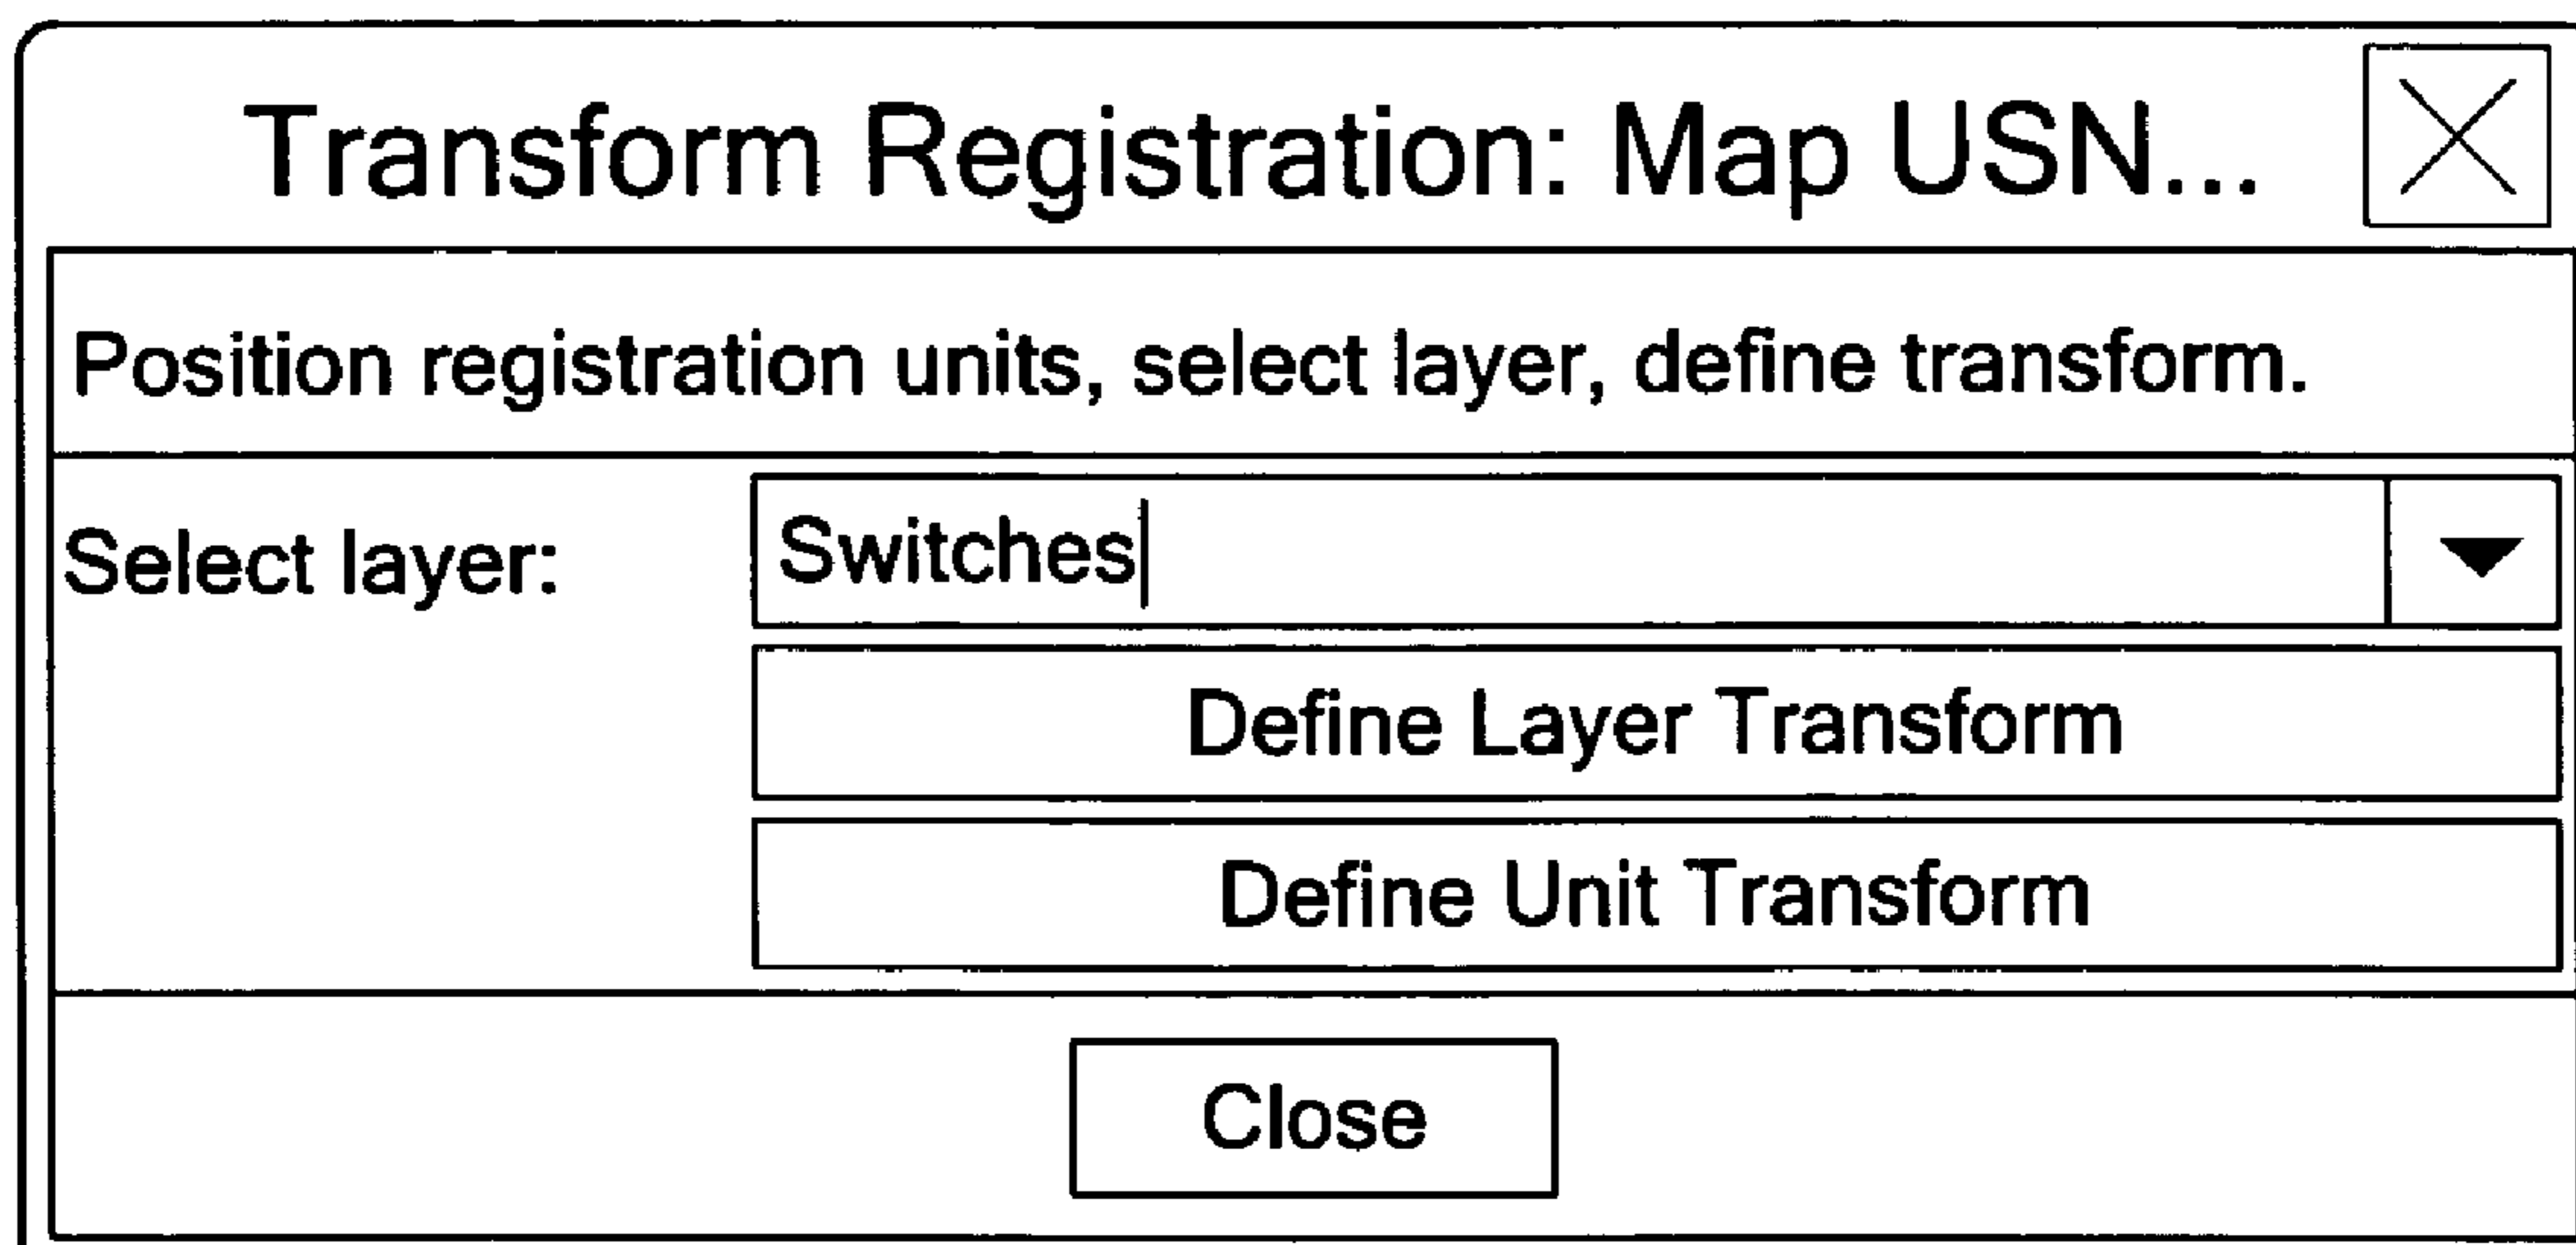 Transform Registration: Map USN...
Position registration units, select layer, define transform.
Select layer:
Switches
Define Layer Transform
Define Unit Transform
Close